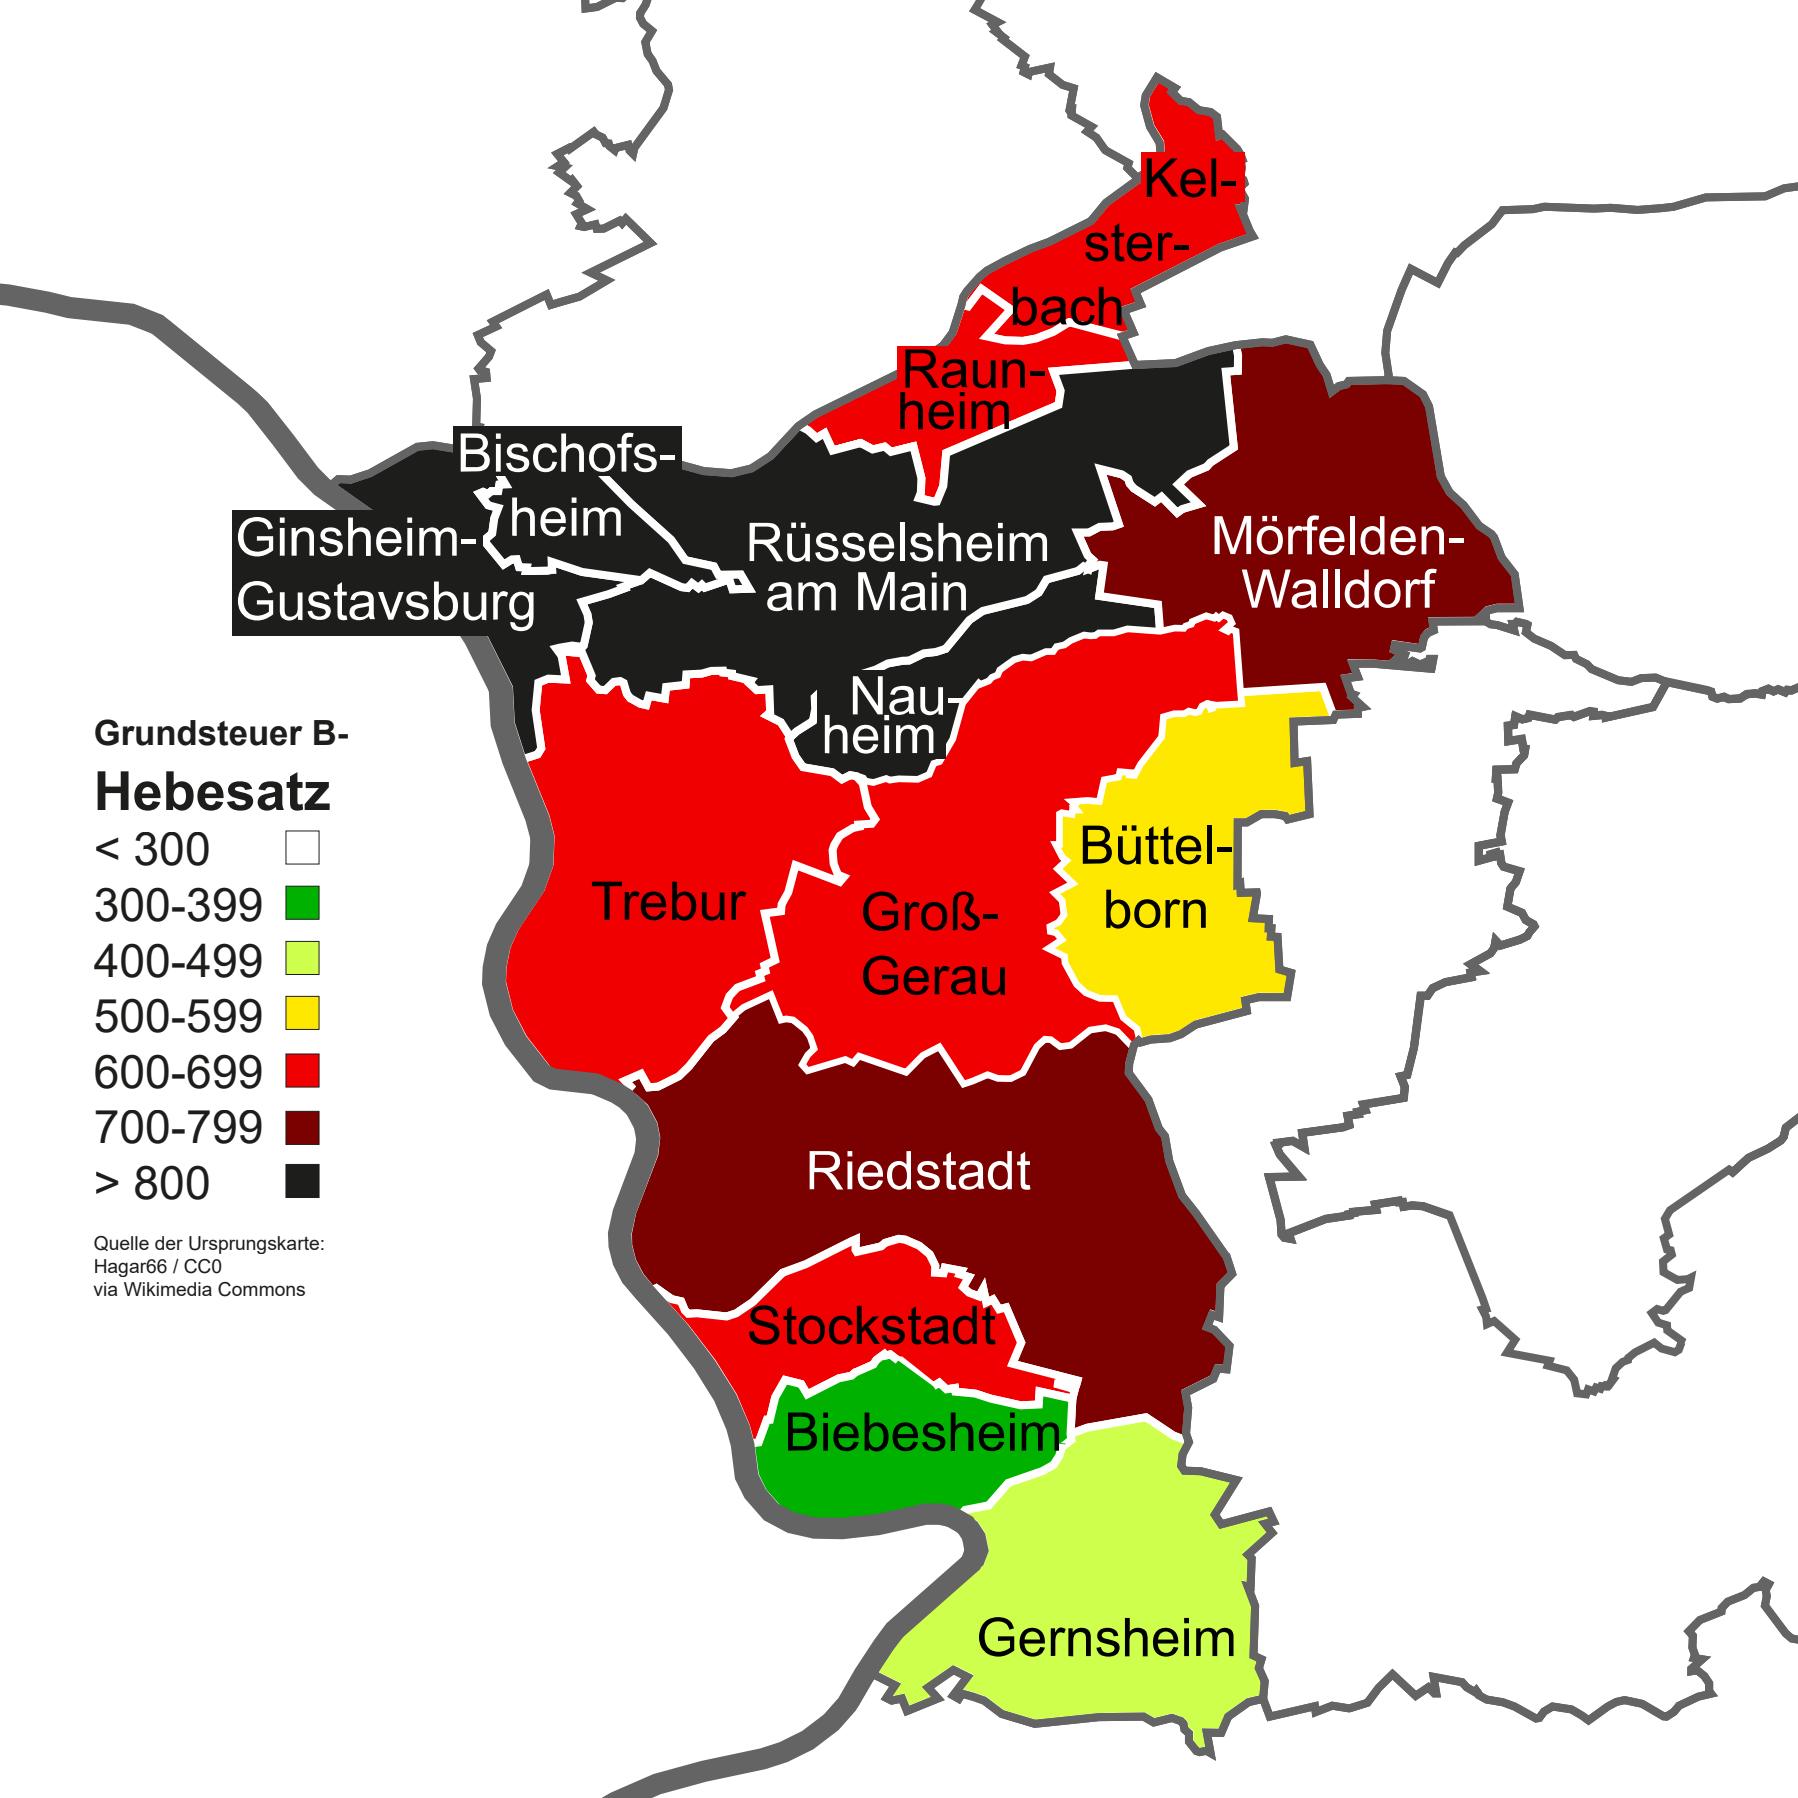 Kel-
ster-
bach
Raun-
heim
Bischofs-
heim
Ginsheim-
Gustavsburg
Rüsselsheim
am Main
Mörfelden-
Walldorf
Nau-
heim
Büttel-
born
Trebur
Groß-
Gerau
Riedstadt
Stockstadt
Biebesheim
Gernsheim
Grundsteuer B-
Hebesatz
< 300
300-399
400-499
500-599
600-699
700-799
> 800
Quelle der Ursprungskarte:
Hagar66 / CC0
via Wikimedia Commons